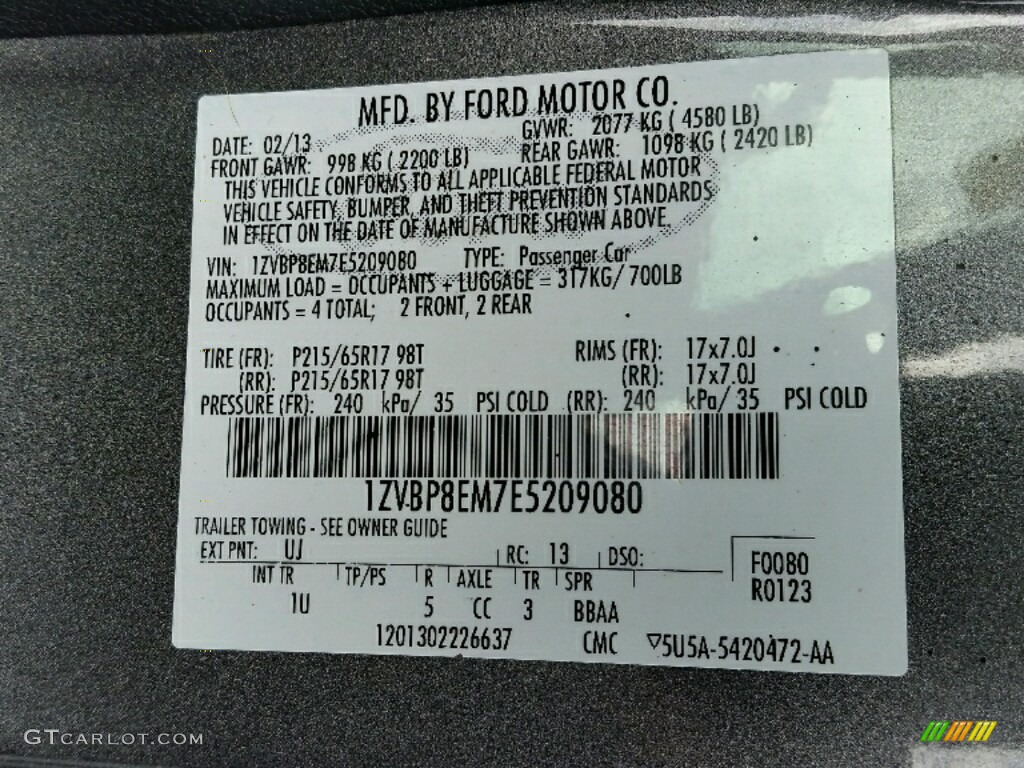 MFD. BY FORD MOTOR CO.
DATE: 02/13 GVWR: 2077 KG ( 4580 LB)
FRONT GAWR: 998 KG ( 2200 LB) REAR GAWR: 1098 KG ( 2420 LB)
THIS VEHICLE CONFORMS TO ALL APPLICABLE FEDERAL MOTOR
VEHICLE SAFETY, BUMPER, AND THEFT PREVENTION STANDARDS
IN EFFECT ON THE DATE OF MANUFACTURE SHOWN ABOVE.
VIN: 1ZVBP8EM7E5209080 TYPE: Passenger Car
MAXIMUM LOAD = OCCUPANTS + LUGGAGE = 317KG/ 700LB
OCCUPANTS = 4 TOTAL; 2 FRONT, 2 REAR
TIRE (FR): P215/65R17 98T RIMS (FR): 17x7.0J
(RR): P215/65R17 98T (RR): 17x7.0J
PRESSURE (FR): 240 kPa/ 35 PSI COLD (RR): 240 kPa/ 35 PSI COLD
1ZVBP8EM7E5209080
TRAILER TOWING - SEE OWNER GUIDE
EXT PNT: UJ RC: 13 DSO: F0080
INT TR TP/PS R AXLE TR SPR R0123
1U 5 CC 3 BBAA
1201302226637 CMC ▽5U5A-5420472-AA
GTCARLOT.COM